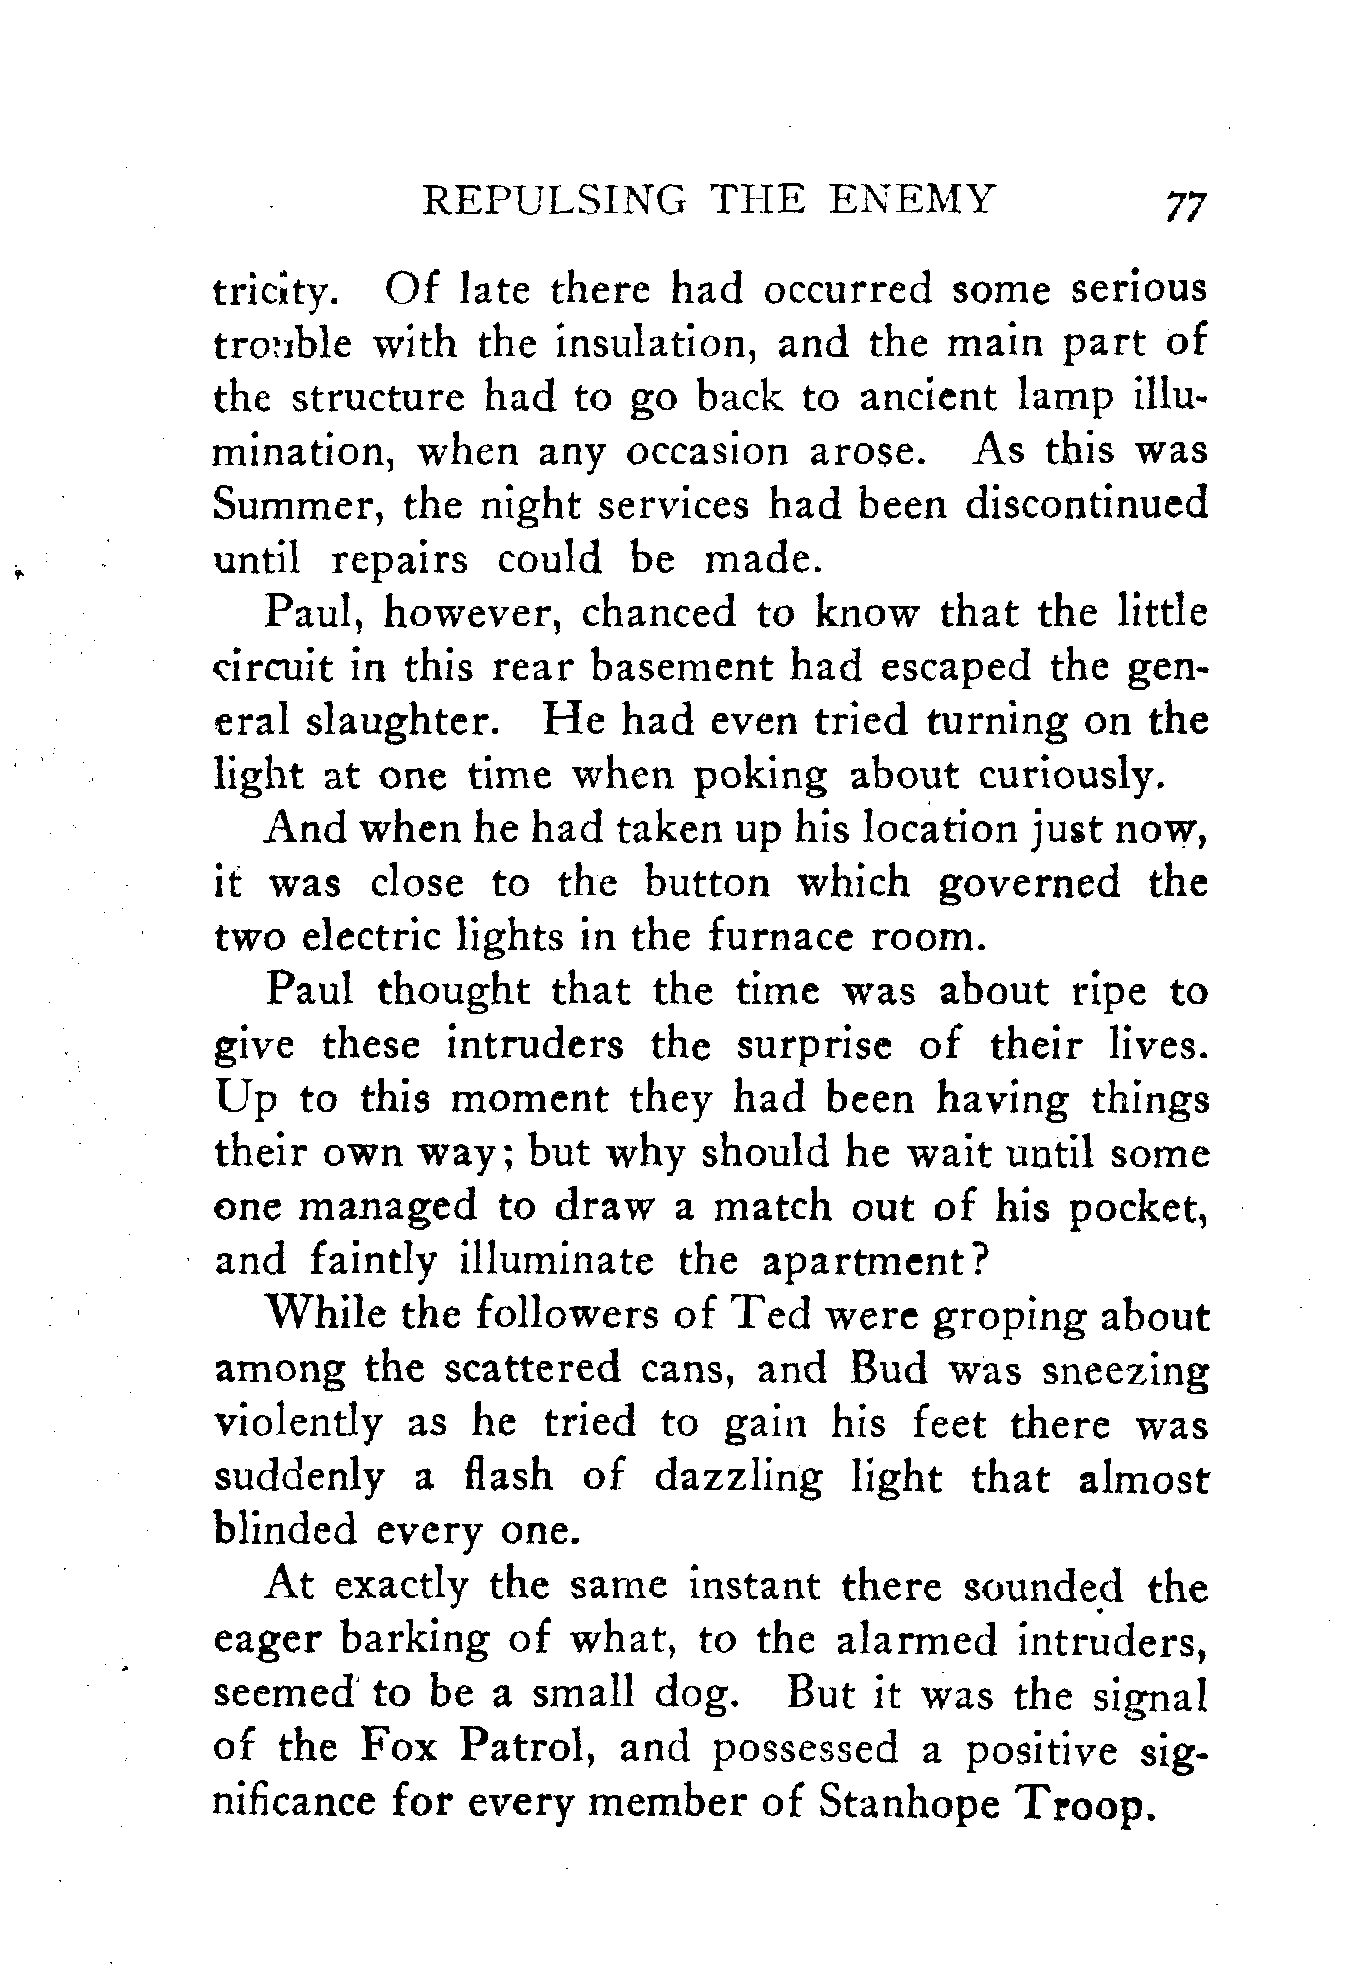 REPULSING THE ENEMY 77
tricity. Of late there had occurred some serious
trouble with the insulation, and the main part of
the structure had to go back to ancient lamp illu-
mination, when any occasion arose. As this was
Summer, the night services had been discontinued
until repairs could be made.
Paul, however, chanced to know that the little
circuit in this rear basement had escaped the gen-
eral slaughter. He had even tried turning on the
light at one time when poking about curiously.
And when he had taken up his location just now,
it was close to the button which governed the
two electric lights in the furnace room.
Paul thought that the time was about ripe to
give these intruders the surprise of their lives.
Up to this moment they had been having things
their own way; but why should he wait until some
one managed to draw a match out of his pocket,
and faintly illuminate the apartment?
While the followers of Ted were groping about
among the scattered cans, and Bud was sneezing
violently as he tried to gain his feet there was
suddenly a flash of dazzling light that almost
blinded every one.
At exactly the same instant there sounded the
eager barking of what, to the alarmed intruders,
seemed to be a small dog. But it was the signal
of the Fox Patrol, and possessed a positive sig-
nificance for every member of Stanhope Troop.